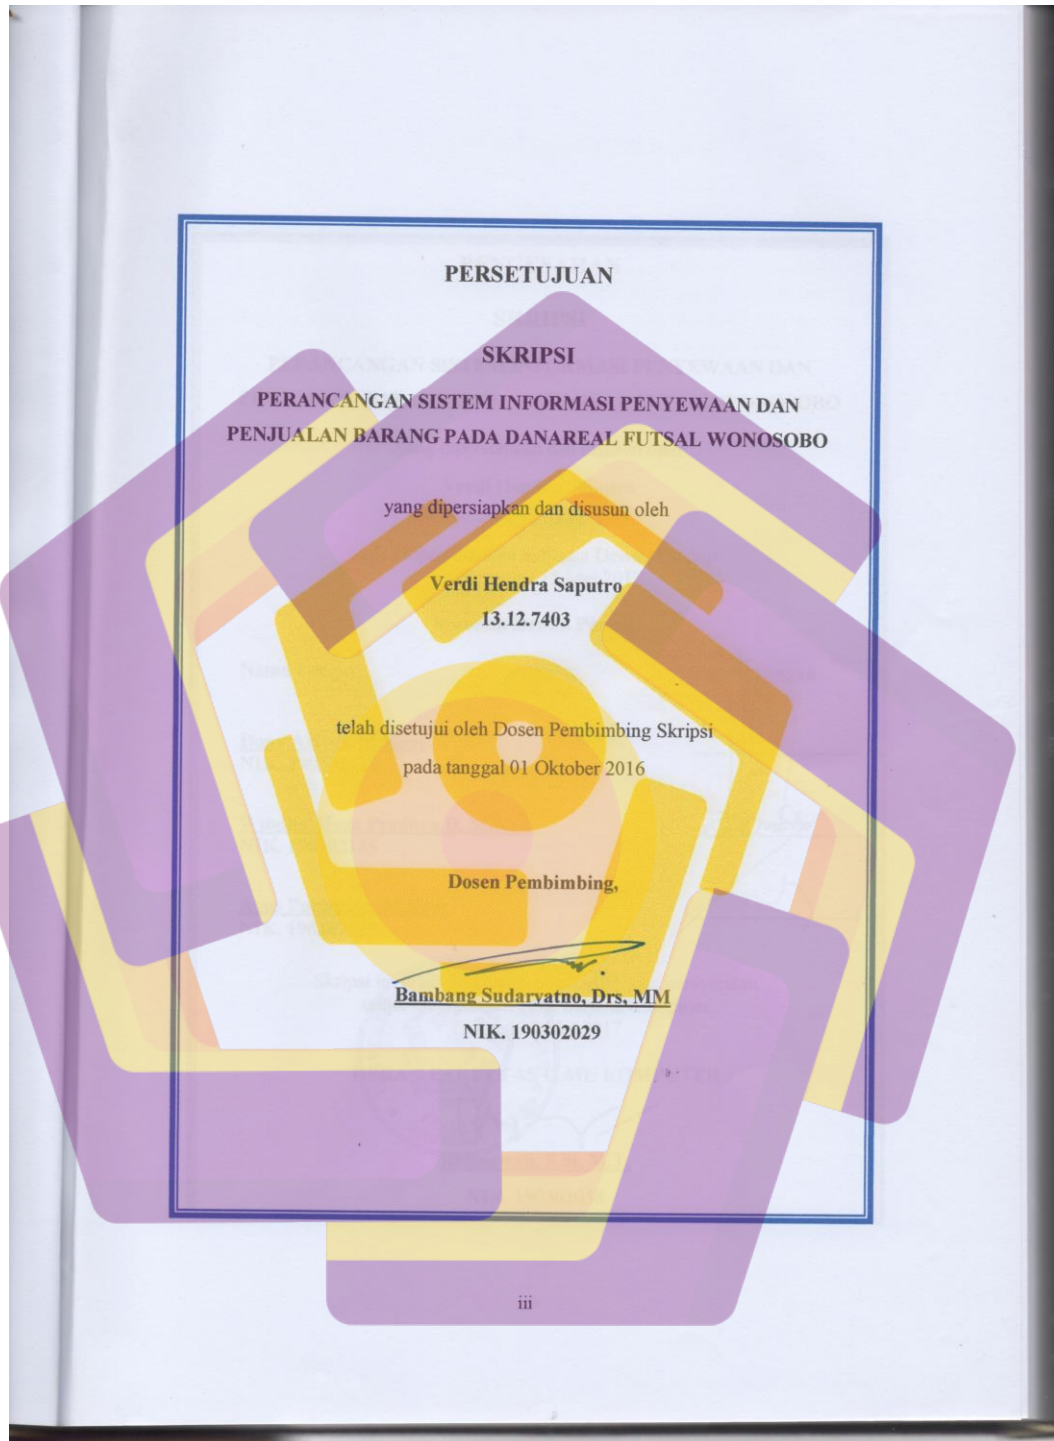 PERSETUJUAN
SKRIPSI
PERANCANGAN SISTEM INFORMASI PENYEWAAN DAN
PENJUALAN BARANG PADA DANAREAL FUTSAL WONOSOBO
yang dipersiapkan dan disusun oleh
Verdi Hendra Saputro
13.12.7403
telah disetujui oleh Dosen Pembimbing Skripsi
pada tanggal 01 Oktober 2016
Dosen Pembimbing,
Bambang Sudaryatno, Drs, MM
NIK. 190302029
iii